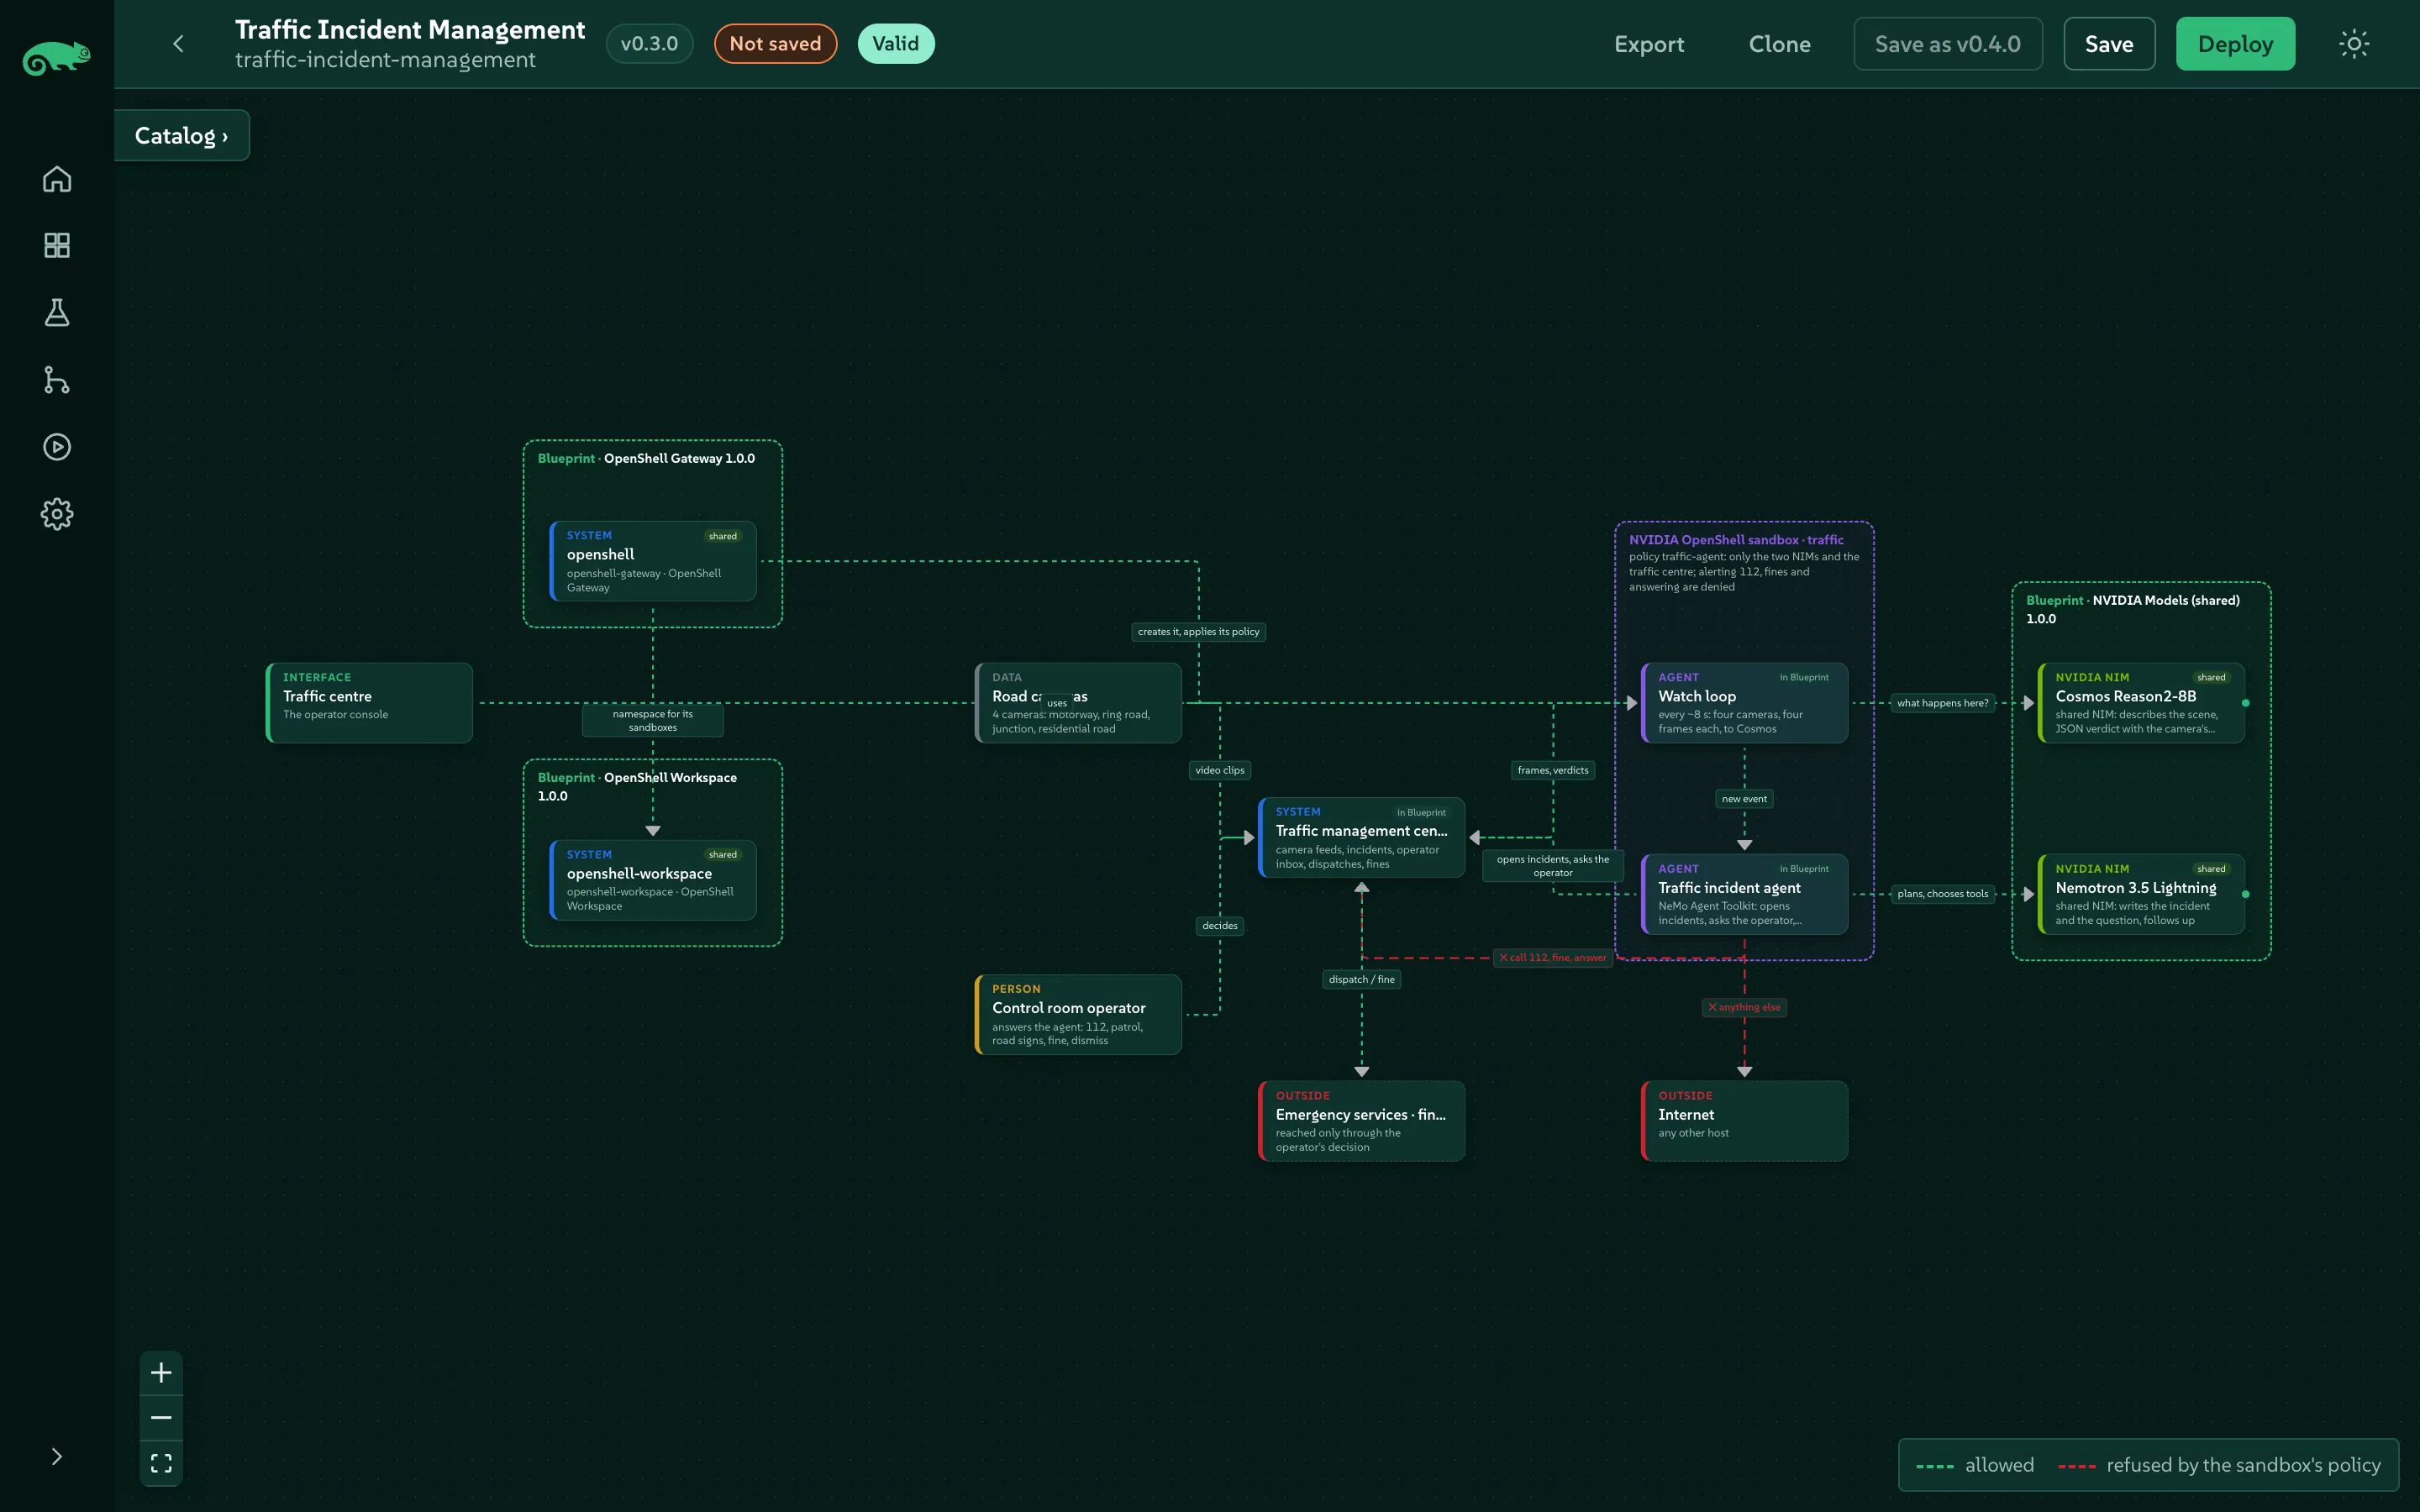 Traffic Incident Management
traffic-incident-management
v0.3.0
Not saved
Valid
Export
Clone
Save as v0.4.0
Save
Deploy
Catalog ›
Blueprint · OpenShell Gateway 1.0.0
SYSTEM
shared
openshell
openshell-gateway · OpenShell
Gateway
creates it, applies its policy
INTERFACE
Traffic centre
The operator console
namespace for its
sandboxes
Blueprint · OpenShell Workspace
1.0.0
SYSTEM
shared
openshell-workspace
openshell-workspace · OpenShell
Workspace
DATA
uses
4 cameras: motorway, ring road,
junction, residential road
video clips
decides
PERSON
Control room operator
answers the agent: 112, patrol,
road signs, fine, dismiss
SYSTEM
in Blueprint
Traffic management cen...
camera feeds, incidents, operator
inbox, dispatches, fines
frames, verdicts
opens incidents, asks the
operator
✕ call 112, fine, answer
dispatch / fine
OUTSIDE
Emergency services · fin...
reached only through the
operator's decision
NVIDIA OpenShell sandbox · traffic
policy traffic-agent: only the two NIMs and the
traffic centre; alerting 112, fines and
answering are denied
AGENT
in Blueprint
Watch loop
every ~8 s: four cameras, four
frames each, to Cosmos
new event
AGENT
in Blueprint
Traffic incident agent
NeMo Agent Toolkit: opens
incidents, asks the operator,...
✕ anything else
OUTSIDE
Internet
any other host
what happens here?
plans, chooses tools
Blueprint · NVIDIA Models (shared)
1.0.0
NVIDIA NIM
shared
Cosmos Reason2-8B
shared NIM: describes the scene,
JSON verdict with the camera's...
NVIDIA NIM
shared
Nemotron 3.5 Lightning
shared NIM: writes the incident
and the question, follows up
allowed
refused by the sandbox's policy